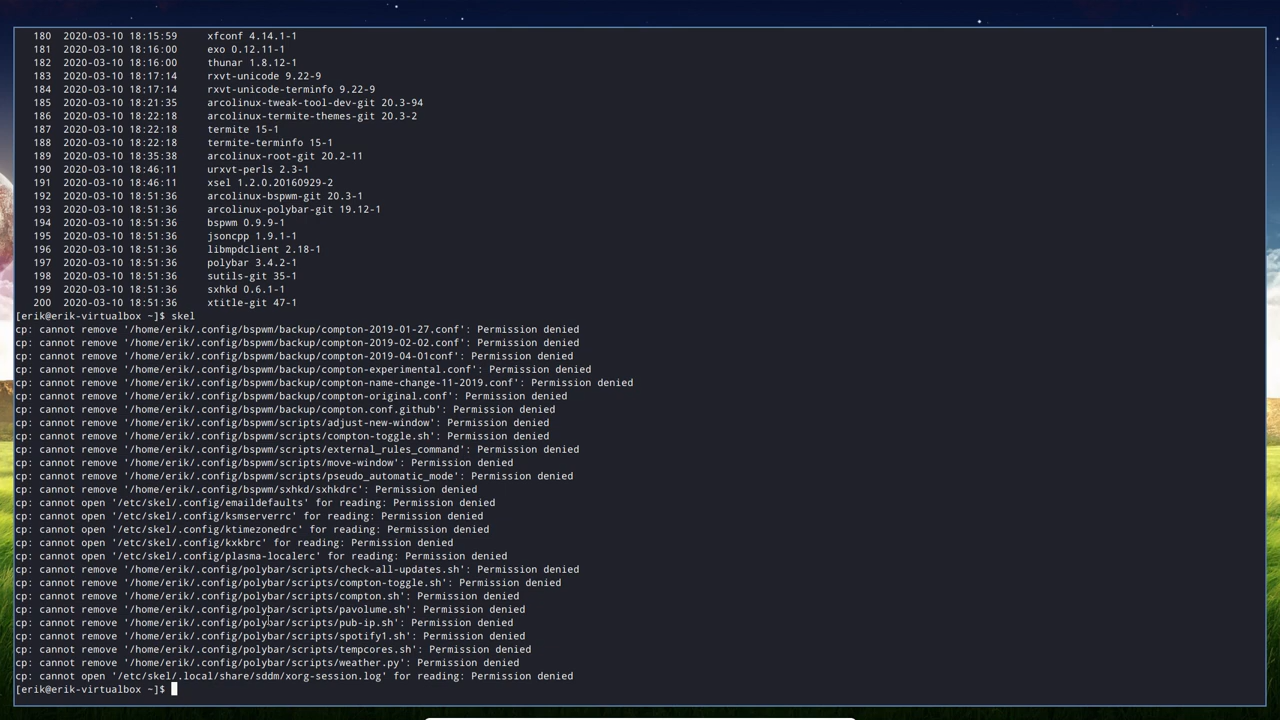 180  2020-03-10 18:15:59     xfconf 4.14.1-1
181  2020-03-10 18:16:00     exo 0.12.11-1
182  2020-03-10 18:16:00     thunar 1.8.12-1
183  2020-03-10 18:17:14     rxvt-unicode 9.22-9
184  2020-03-10 18:17:14     rxvt-unicode-terminfo 9.22-9
185  2020-03-10 18:21:35     arcolinux-tweak-tool-dev-git 20.3-94
186  2020-03-10 18:22:18     arcolinux-termite-themes-git 20.3-2
187  2020-03-10 18:22:18     termite 15-1
188  2020-03-10 18:22:18     termite-terminfo 15-1
189  2020-03-10 18:35:38     arcolinux-root-git 20.2-11
190  2020-03-10 18:46:11     urxvt-perls 2.3-1
191  2020-03-10 18:46:11     xsel 1.2.0.20160929-2
192  2020-03-10 18:51:36     arcolinux-bspwm-git 20.3-1
193  2020-03-10 18:51:36     arcolinux-polybar-git 19.12-1
194  2020-03-10 18:51:36     bspwm 0.9.9-1
195  2020-03-10 18:51:36     jsoncpp 1.9.1-1
196  2020-03-10 18:51:36     libmpdclient 2.18-1
197  2020-03-10 18:51:36     polybar 3.4.2-1
198  2020-03-10 18:51:36     sutils-git 35-1
199  2020-03-10 18:51:36     sxhkd 0.6.1-1
200  2020-03-10 18:51:36     xtitle-git 47-1
[erik@erik-virtualbox ~]$ skel
cp: cannot remove '/home/erik/.config/bspwm/backup/compton-2019-01-27.conf': Permission denied
cp: cannot remove '/home/erik/.config/bspwm/backup/compton-2019-02-02.conf': Permission denied
cp: cannot remove '/home/erik/.config/bspwm/backup/compton-2019-04-01conf': Permission denied
cp: cannot remove '/home/erik/.config/bspwm/backup/compton-experimental.conf': Permission denied
cp: cannot remove '/home/erik/.config/bspwm/backup/compton-name-change-11-2019.conf': Permission denied
cp: cannot remove '/home/erik/.config/bspwm/backup/compton-original.conf': Permission denied
cp: cannot remove '/home/erik/.config/bspwm/backup/compton.conf.github': Permission denied
cp: cannot remove '/home/erik/.config/bspwm/scripts/adjust-new-window': Permission denied
cp: cannot remove '/home/erik/.config/bspwm/scripts/compton-toggle.sh': Permission denied
cp: cannot remove '/home/erik/.config/bspwm/scripts/external_rules_command': Permission denied
cp: cannot remove '/home/erik/.config/bspwm/scripts/move-window': Permission denied
cp: cannot remove '/home/erik/.config/bspwm/scripts/pseudo_automatic_mode': Permission denied
cp: cannot remove '/home/erik/.config/bspwm/sxhkd/sxhkdrc': Permission denied
cp: cannot open '/etc/skel/.config/emaildefaults' for reading: Permission denied
cp: cannot open '/etc/skel/.config/ksmserverrc' for reading: Permission denied
cp: cannot open '/etc/skel/.config/ktimezonedrc' for reading: Permission denied
cp: cannot open '/etc/skel/.config/kxkbrc' for reading: Permission denied
cp: cannot open '/etc/skel/.config/plasma-localerc' for reading: Permission denied
cp: cannot remove '/home/erik/.config/polybar/scripts/check-all-updates.sh': Permission denied
cp: cannot remove '/home/erik/.config/polybar/scripts/compton-toggle.sh': Permission denied
cp: cannot remove '/home/erik/.config/polybar/scripts/compton.sh': Permission denied
cp: cannot remove '/home/erik/.config/polybar/scripts/pavolume.sh': Permission denied
cp: cannot remove '/home/erik/.config/polybar/scripts/pub-ip.sh': Permission denied
cp: cannot remove '/home/erik/.config/polybar/scripts/spotify1.sh': Permission denied
cp: cannot remove '/home/erik/.config/polybar/scripts/tempcores.sh': Permission denied
cp: cannot remove '/home/erik/.config/polybar/scripts/weather.py': Permission denied
cp: cannot open '/etc/skel/.local/share/sddm/xorg-session.log' for reading: Permission denied
[erik@erik-virtualbox ~]$